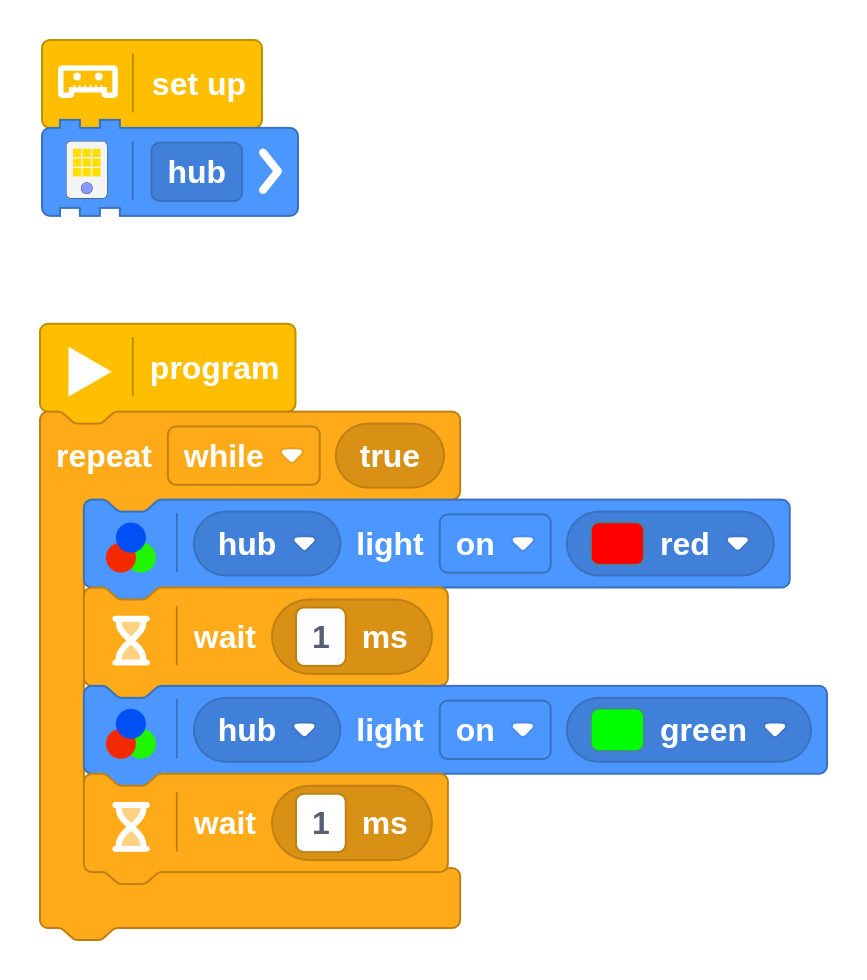 set up
hub
program
repeat while true
hub light on red
wait 1 ms
hub light on green
wait 1 ms